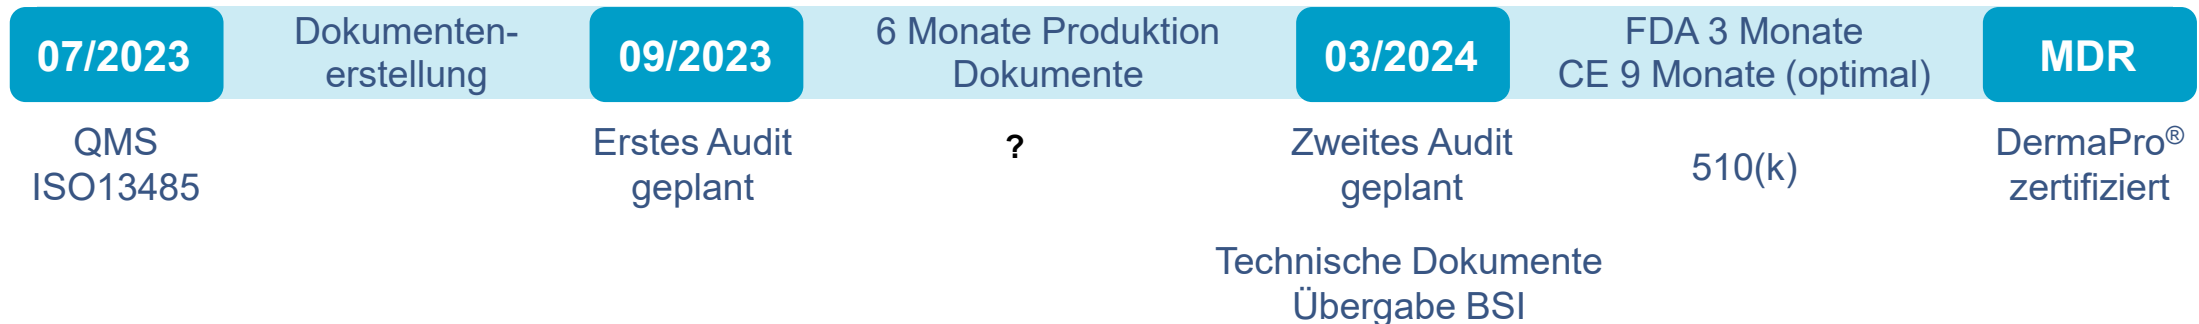 07/2023
Dokumenten-
erstellung
09/2023
6 Monate Produktion
Dokumente
03/2024
FDA 3 Monate
CE 9 Monate (optimal)
MDR
QMS
ISO13485
Erstes Audit
geplant
?
Zweites Audit
geplant
510(k)
DermaPro®
zertifiziert
Technische Dokumente
Übergabe BSI